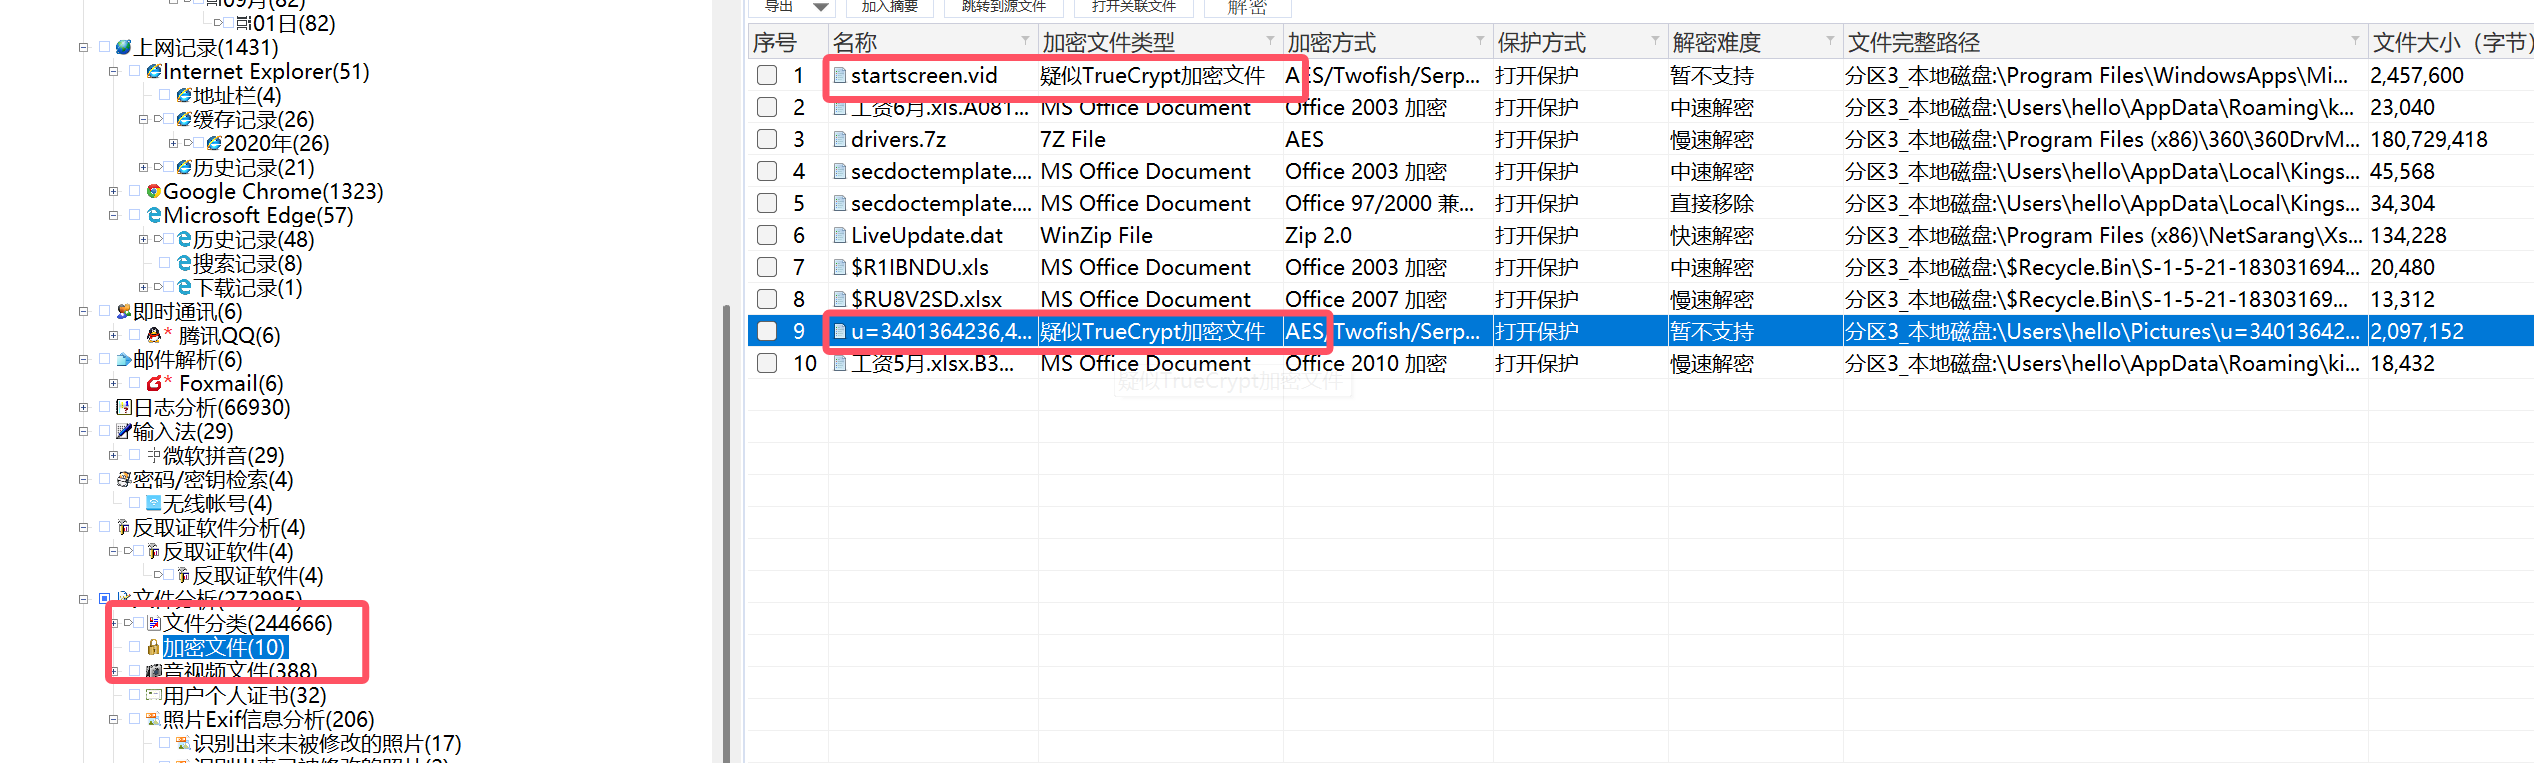 09月(82)
01日(82)
上网记录(1431)
Internet Explorer(51)
地址栏(4)
缓存记录(26)
2020年(26)
历史记录(21)
Google Chrome(1323)
Microsoft Edge(57)
历史记录(48)
搜索记录(8)
下载记录(1)
即时通讯(6)
* 腾讯QQ(6)
邮件解析(6)
* Foxmail(6)
日志分析(66930)
输入法(29)
微软拼音(29)
密码/密钥检索(4)
无线帐号(4)
反取证软件分析(4)
反取证软件(4)
反取证软件(4)
文件分析(272995)
文件分类(244666)
加密文件(10)
音视频文件(388)
用户个人证书(32)
照片Exif信息分析(206)
识别出来未被修改的照片(17)
导出 加入摘要 跳转到源文件 打开关联文件 解密
序号 名称 加密文件类型 加密方式 保护方式 解密难度 文件完整路径 文件大小（字节）
1 startscreen.vid 疑似TrueCrypt加密文件 AES/Twofish/Serp... 打开保护 暂不支持 分区3_本地磁盘:\Program Files\WindowsApps\Mi... 2,457,600
2 工资6月.xls.A081... MS Office Document Office 2003 加密 打开保护 中速解密 分区3_本地磁盘:\Users\hello\AppData\Roaming\k... 23,040
3 drivers.7z 7Z File AES 打开保护 慢速解密 分区3_本地磁盘:\Program Files (x86)\360\360DrvM... 180,729,418
4 secdoctemplate.... MS Office Document Office 2003 加密 打开保护 中速解密 分区3_本地磁盘:\Users\hello\AppData\Local\Kings... 45,568
5 secdoctemplate.... MS Office Document Office 97/2000 兼... 打开保护 直接移除 分区3_本地磁盘:\Users\hello\AppData\Local\Kings... 34,304
6 LiveUpdate.dat WinZip File Zip 2.0 打开保护 快速解密 分区3_本地磁盘:\Program Files (x86)\NetSarang\Xs... 134,228
7 $R1IBNDU.xls MS Office Document Office 2003 加密 打开保护 中速解密 分区3_本地磁盘:\$Recycle.Bin\S-1-5-21-183031694... 20,480
8 $RU8V2SD.xlsx MS Office Document Office 2007 加密 打开保护 慢速解密 分区3_本地磁盘:\$Recycle.Bin\S-1-5-21-18303169... 13,312
9 u=3401364236,4... 疑似TrueCrypt加密文件 AES/Twofish/Serp... 打开保护 暂不支持 分区3_本地磁盘:\Users\hello\Pictures\u=34013642... 2,097,152
10 工资5月.xlsx.B3... MS Office Document Office 2010 加密 打开保护 慢速解密 分区3_本地磁盘:\Users\hello\AppData\Roaming\ki... 18,432
疑似TrueCrypt加密文件